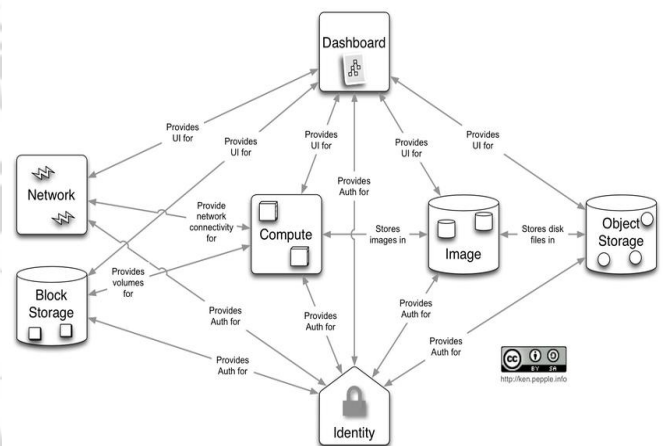 Dashboard
Provides
UI for
Provides
UI for
Provides
UI for
Provides
UI for
Provides
UI for
Provides
Auth for
Network
Provide
network
connectivity
for
Compute
Stores
images in
Image
Stores disk
files in
Object
Storage
Block
Storage
Provides
volumes
for
Provides
Auth for
Provides
Auth for
Provides
Auth for
Provides
Auth for
Provides
Auth for
Identity
cc
BY SA
http://ken.pepple.info